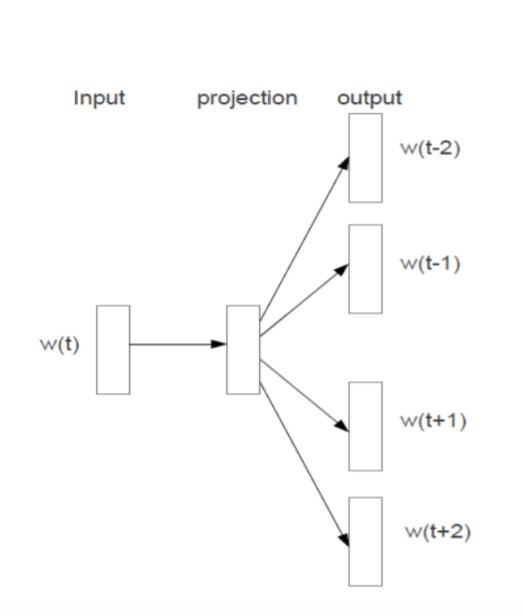 Input projection output
w(t-2)
w(t-1)
w(t)
w(t+1)
w(t+2)